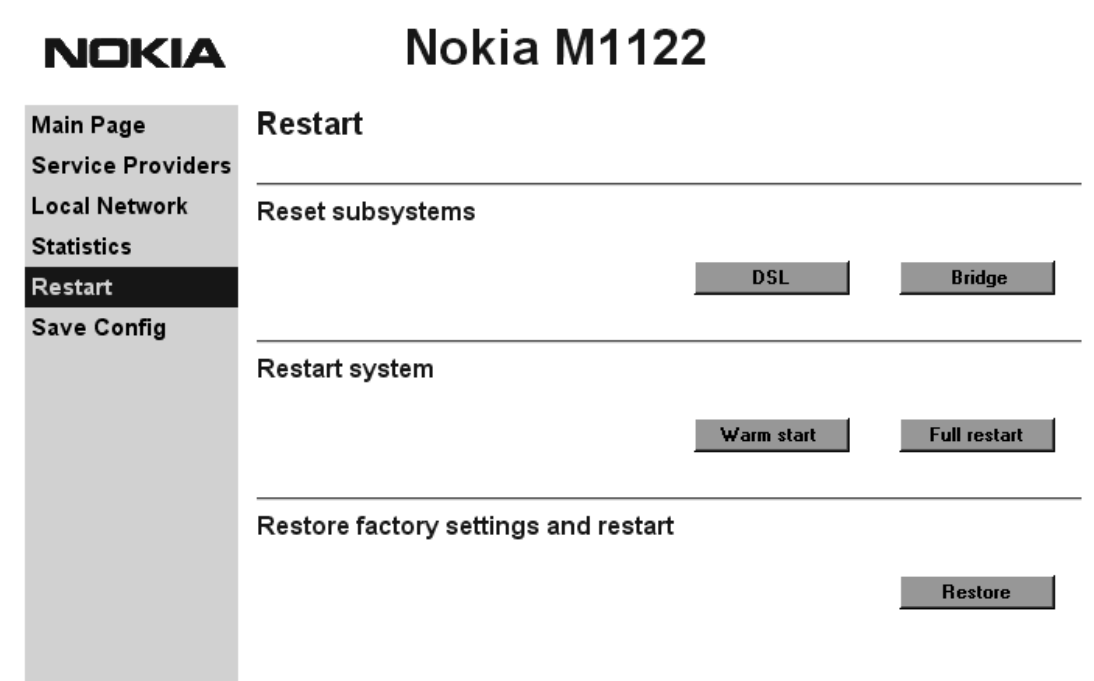 NOKIA
Nokia M1122
Main Page
Service Providers
Local Network
Statistics
Restart
Save Config
Restart
Reset subsystems
DSL
Bridge
Restart system
Warm start
Full restart
Restore factory settings and restart
Restore